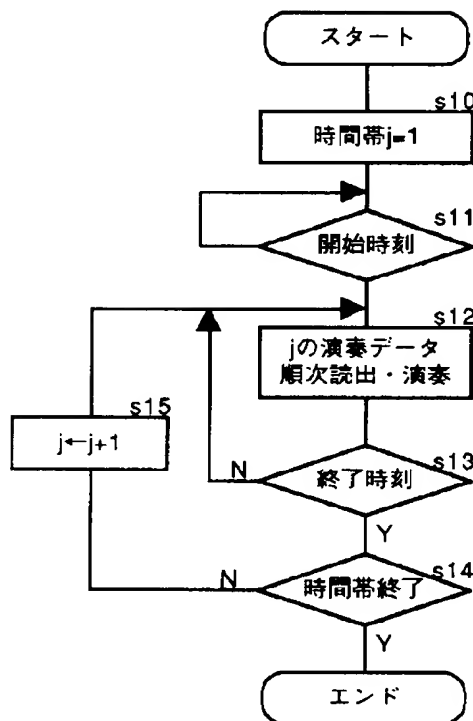 スタート
s10
時間帯j=1
s11
開始時刻
s12
jの演奏データ
順次読出・演奏
s15
j←j+1
s13
N
終了時刻
Y
s14
N
時間帯終了
Y
エンド